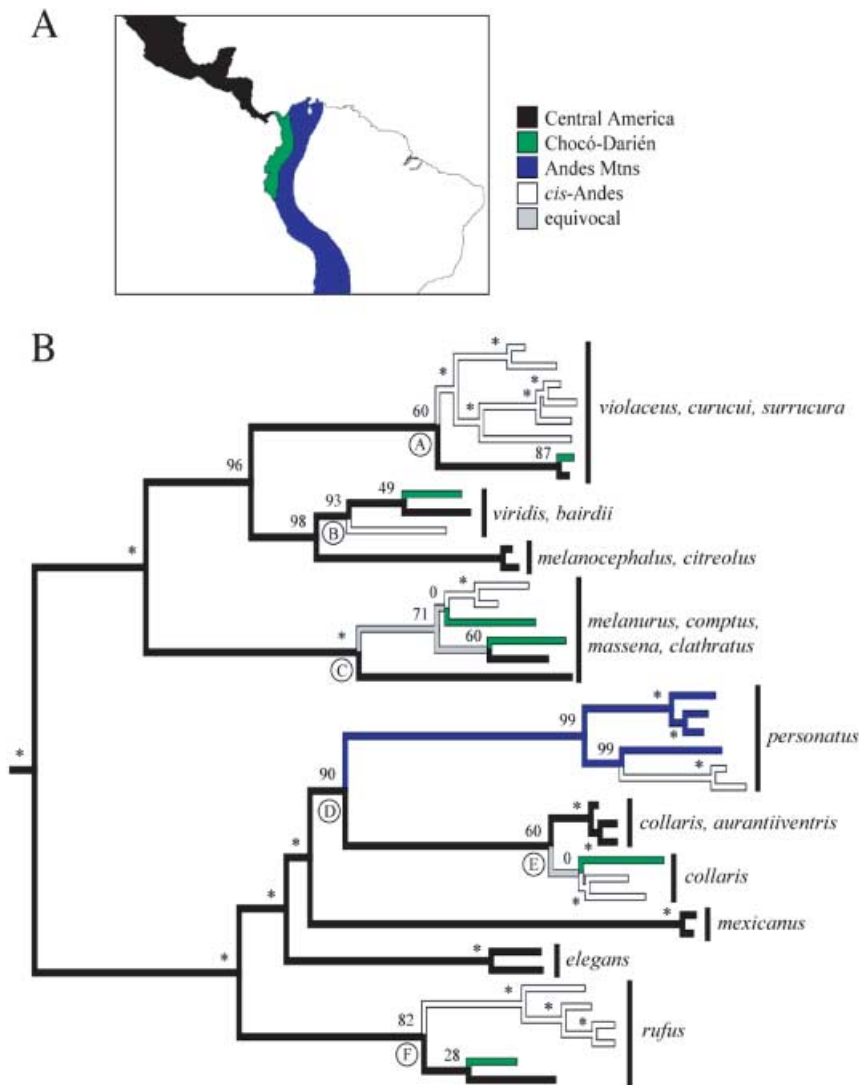 A
Central America
Chocó-Darién
Andes Mtns
cis-Andes
equivocal
B
*
*
*
*
*
60
violaceus, curucui, surrucura
A
87
96
49
93
viridis, bairdii
98
B
melanocephalus, citreolus
*
*
0
71
melanurus, comptus,
massena, clathratus
*
60
C
*
99
*
personatus
*
99
*
90
D
*
collaris, aurantiiventris
60
*
E
0
collaris
*
*
*
mexicanus
*
*
elegans
*
*
*
*
82
rufus
F
28